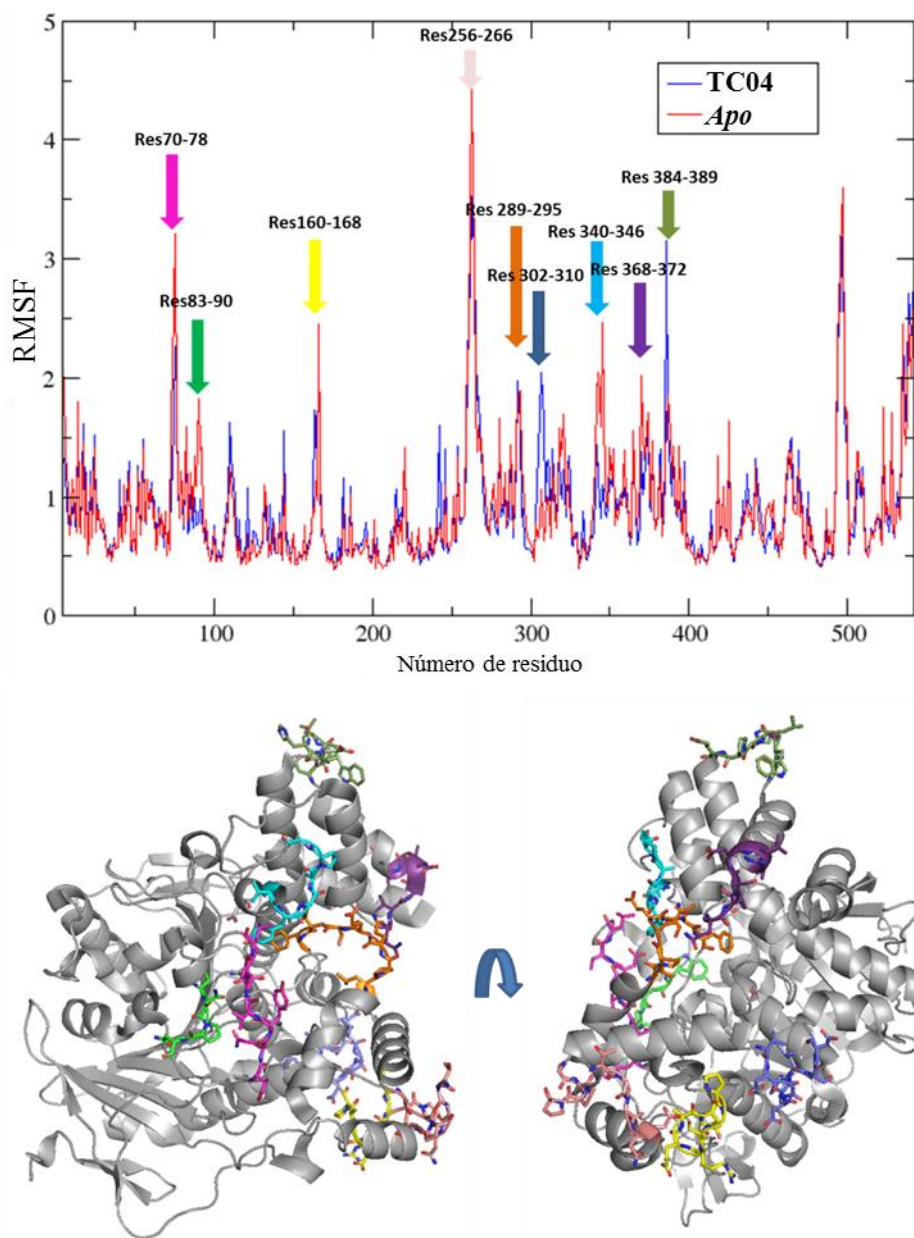 5
Res256-266
TC04
Apo
4
Res70-78
Res 384-389
Res160-168
Res 289-295
Res 340-346
3
Res 302-310
Res 368-372
Res83-90
RMSF
2
1
0
100
200
300
400
500
Número de residuo